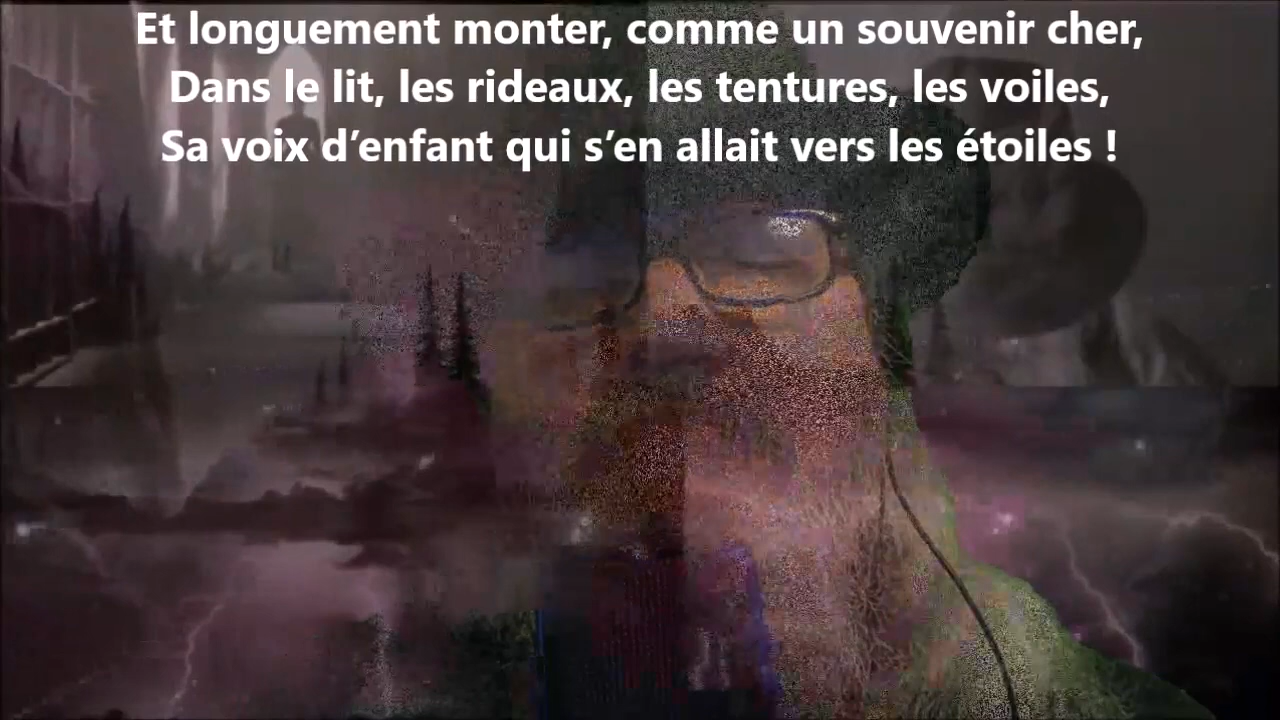 Et longuement monter, comme un souvenir cher,
Dans le lit, les rideaux, les tentures, les voiles,
Sa voix d’enfant qui s’en allait vers les étoiles !